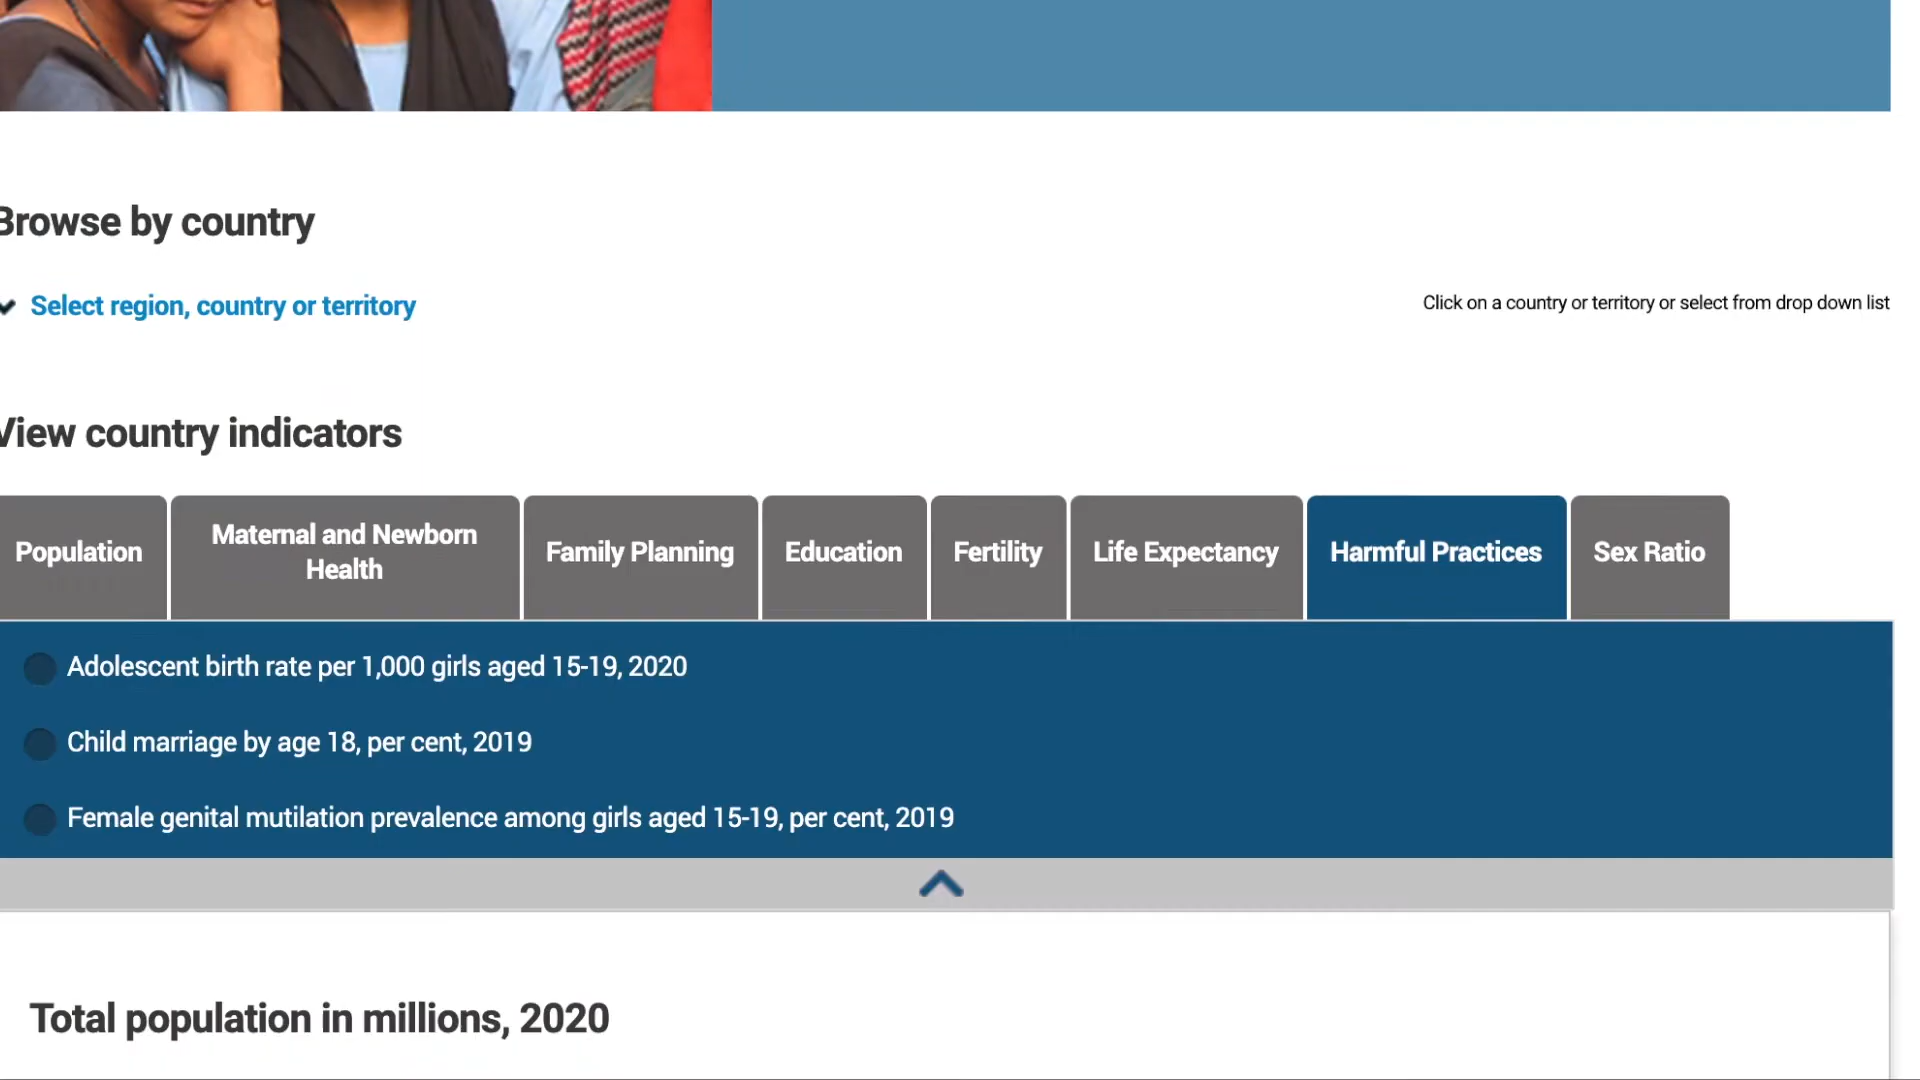 Browse by country
Select region, country or territory
Click on a country or territory or select from drop down list
View country indicators
Population
Maternal and Newborn
Health
Family Planning
Education
Fertility
Life Expectancy
Harmful Practices
Sex Ratio
Adolescent birth rate per 1,000 girls aged 15-19, 2020
Child marriage by age 18, per cent, 2019
Female genital mutilation prevalence among girls aged 15-19, per cent, 2019
Total population in millions, 2020